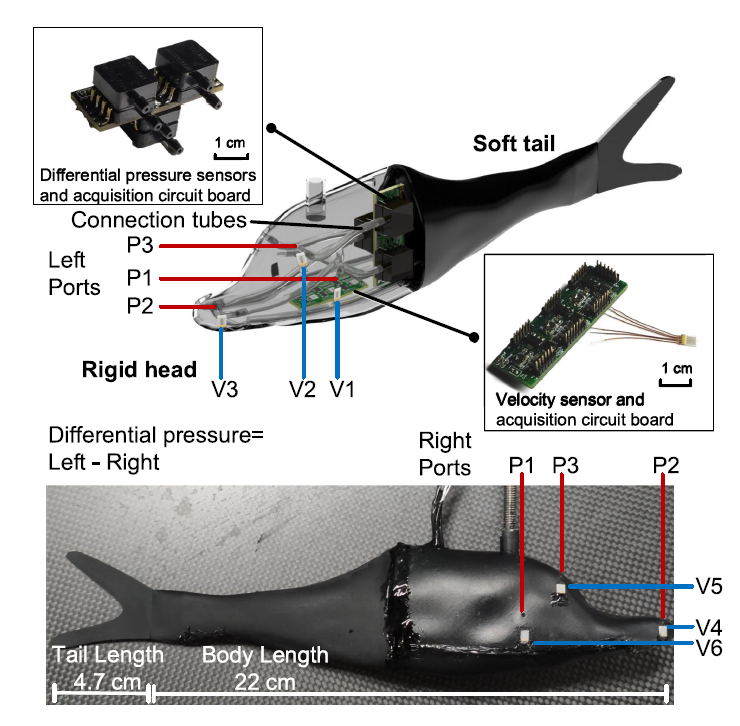 1 cm
Differential pressure sensors
and acquisition circuit board
Soft tail
Connection tubes
P3
Left
Ports
P1
P2
Rigid head
V3
V2
V1
1 cm
Velocity sensor and
acquisition circuit board
Differential pressure=
Left - Right
Right
Ports
P1
P3
P2
V5
V4
V6
Tail Length
4.7 cm
Body Length
22 cm